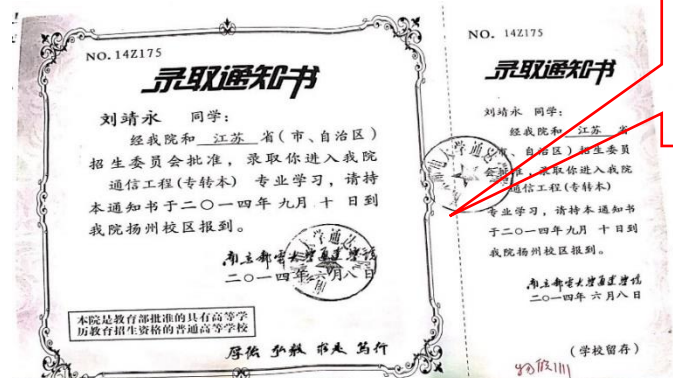 NO. 14Z175
录取通知书
刘靖永 同学:
经我院和 江苏 省(市、自治区)
招生委员会批准，录取你进入我院
通信工程(专转本) 专业学习，请持
本通知书于二〇一四年 九月 十 日到
我院扬州校区报到。
南京邮电大学通达学院
二〇一四年六月八日
本院是教育部批准的具有高等学
历教育招生资格的普通高等学校
厚德 弘毅 求是 笃行
NO. 14Z175
录取通知书
刘靖永 同学:
经我院和 江苏 省
(市、自治区)招生委员
会批准，录取你进入我院
通信工程(专转本)
专业学习，请持本通知书
于二〇一四年九月 十日到
我院扬州校区报到。
南京邮电大学通达学院
二〇一四年 六月八日
(学校留存)